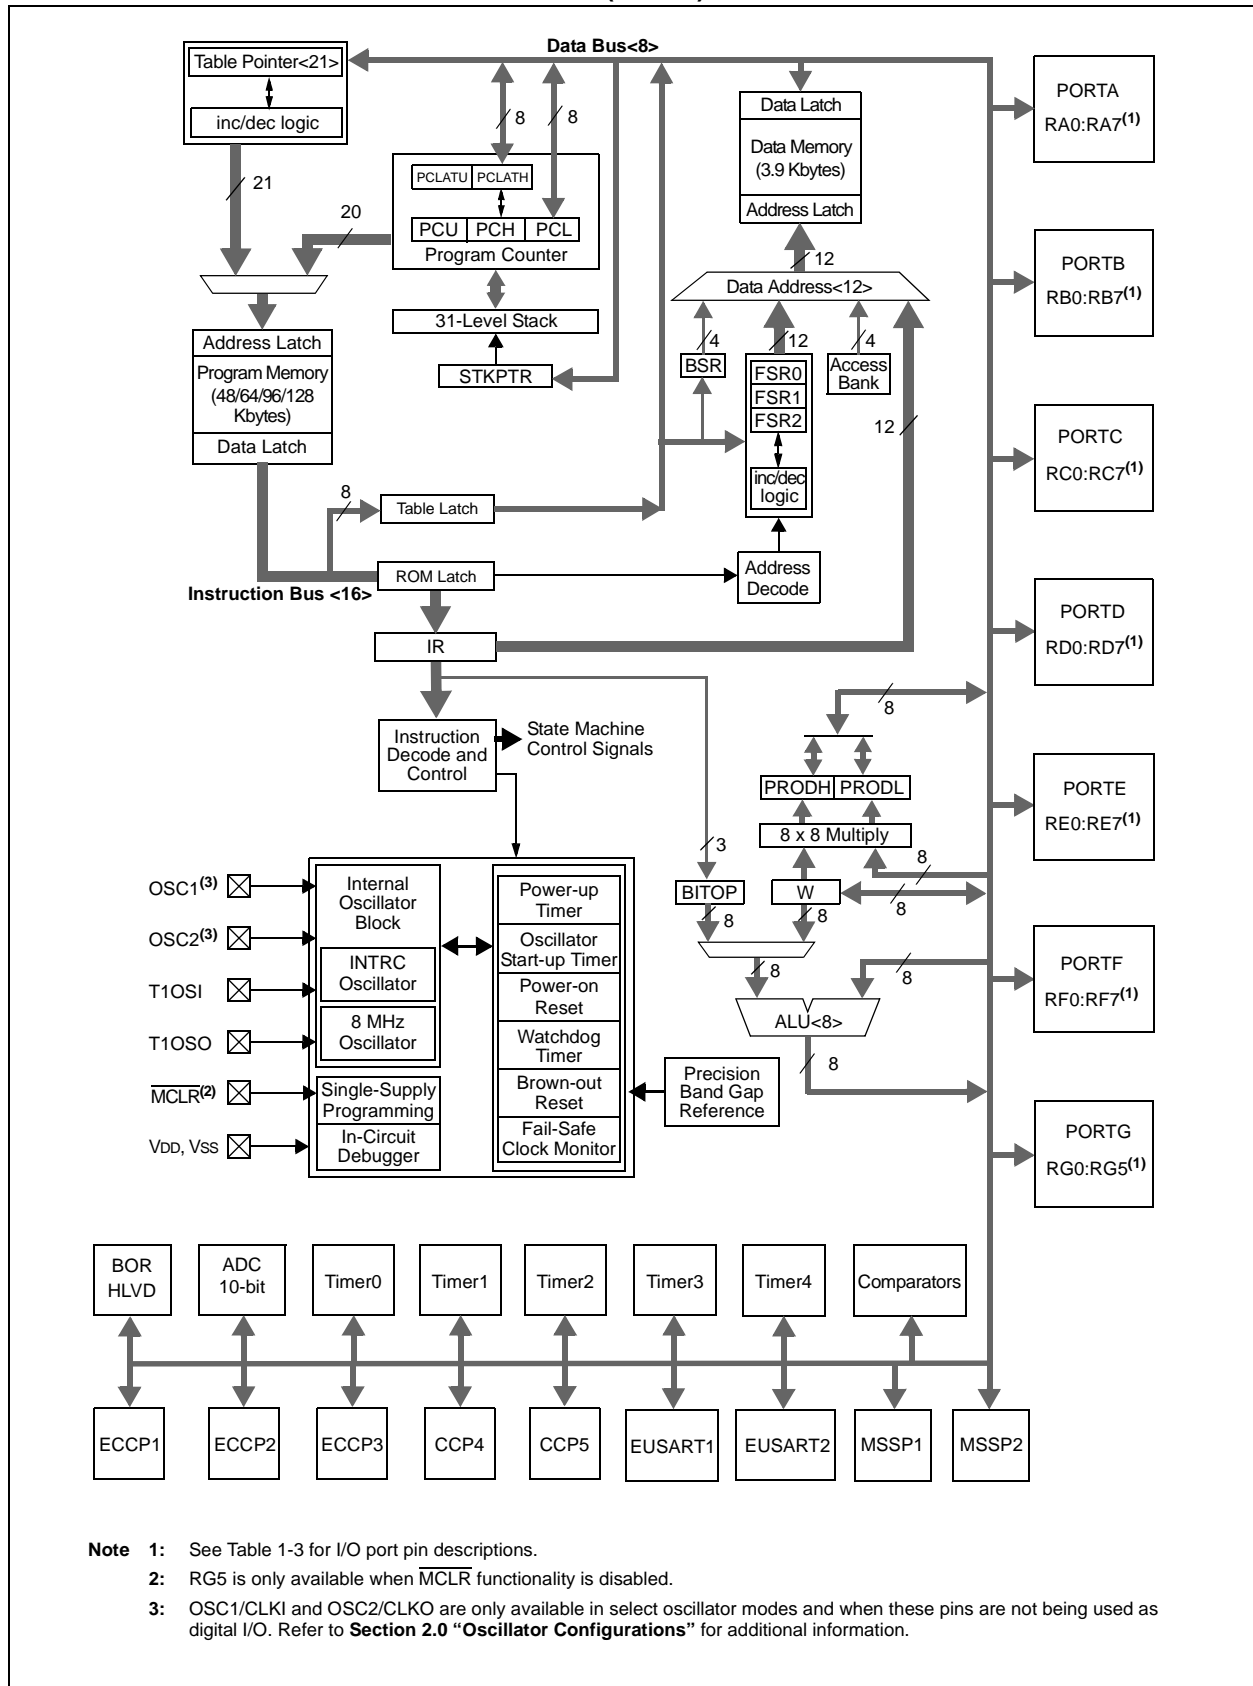 Data Bus<8>
Table Pointer<21>
inc/dec logic
21
20
8
8
PCLATU PCLATH
PCU PCH PCL
Program Counter
31-Level Stack
STKPTR
Data Latch
Data Memory
(3.9 Kbytes)
Address Latch
12
Data Address<12>
4
12
4
BSR
FSR0
FSR1
FSR2
inc/dec
logic
Access
Bank
12
Address
Decode
Address Latch
Program Memory
(48/64/96/128
Kbytes)
Data Latch
8
Table Latch
ROM Latch
Instruction Bus <16>
IR
Instruction
Decode and
Control
State Machine
Control Signals
8
PRODH PRODL
8 x 8 Multiply
3
BITOP
W
8
8
8
8
8
8
ALU<8>
8
OSC1(3)
OSC2(3)
T1OSI
T1OSO
MCLR(2)
VDD, VSS
Internal
Oscillator
Block
INTRC
Oscillator
8 MHz
Oscillator
Single-Supply
Programming
In-Circuit
Debugger
Power-up
Timer
Oscillator
Start-up Timer
Power-on
Reset
Watchdog
Timer
Brown-out
Reset
Fail-Safe
Clock Monitor
Precision
Band Gap
Reference
PORTA
RA0:RA7(1)
PORTB
RB0:RB7(1)
PORTC
RC0:RC7(1)
PORTD
RD0:RD7(1)
PORTE
RE0:RE7(1)
PORTF
RF0:RF7(1)
PORTG
RG0:RG5(1)
BOR
HLVD
ADC
10-bit
Timer0
Timer1
Timer2
Timer3
Timer4
Comparators
ECCP1
ECCP2
ECCP3
CCP4
CCP5
EUSART1
EUSART2
MSSP1
MSSP2
Note 1: See Table 1-3 for I/O port pin descriptions.
2: RG5 is only available when MCLR functionality is disabled.
3: OSC1/CLKI and OSC2/CLKO are only available in select oscillator modes and when these pins are not being used as
digital I/O. Refer to Section 2.0 “Oscillator Configurations” for additional information.